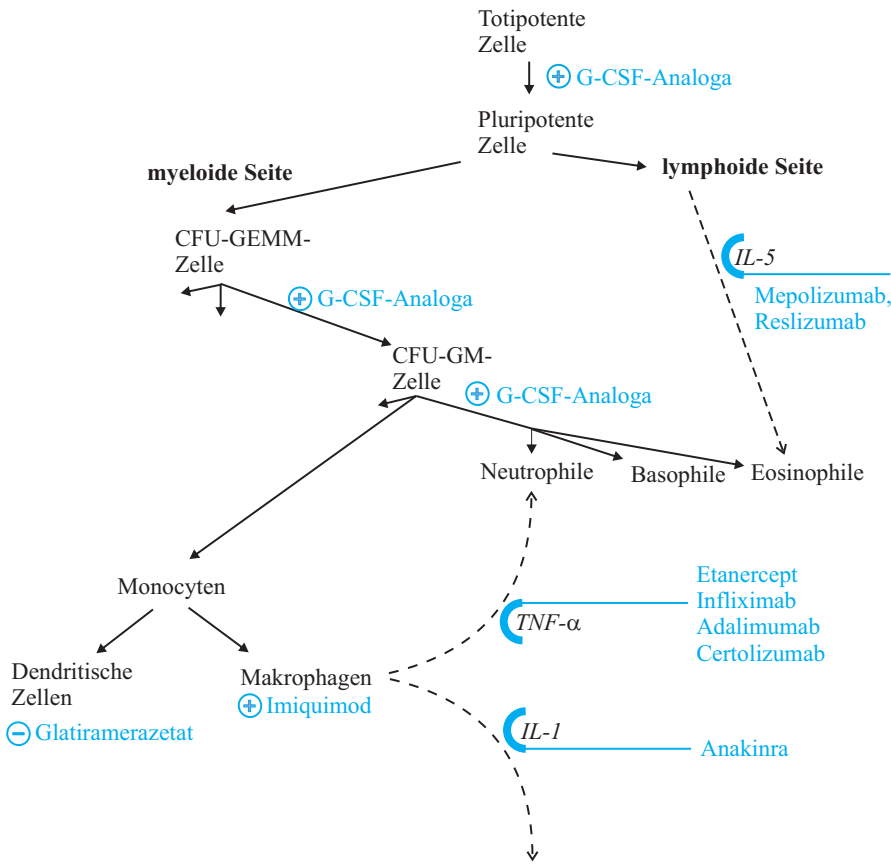 Totipotente
Zelle
G-CSF-Analoga
Pluripotente
Zelle
myeloide Seite
lymphoide Seite
CFU-GEMM-
Zelle
IL-5
Mepolizumab,
Reslizumab
G-CSF-Analoga
CFU-GM-
Zelle
G-CSF-Analoga
Neutrophile
Basophile
Eosinophile
Monocyten
Etanercept
Infliximab
Adalimumab
Certolizumab
TNF-α
Dendritische
Zellen
Glatiramerazetat
Makrophagen
Imiquimod
IL-1
Anakinra